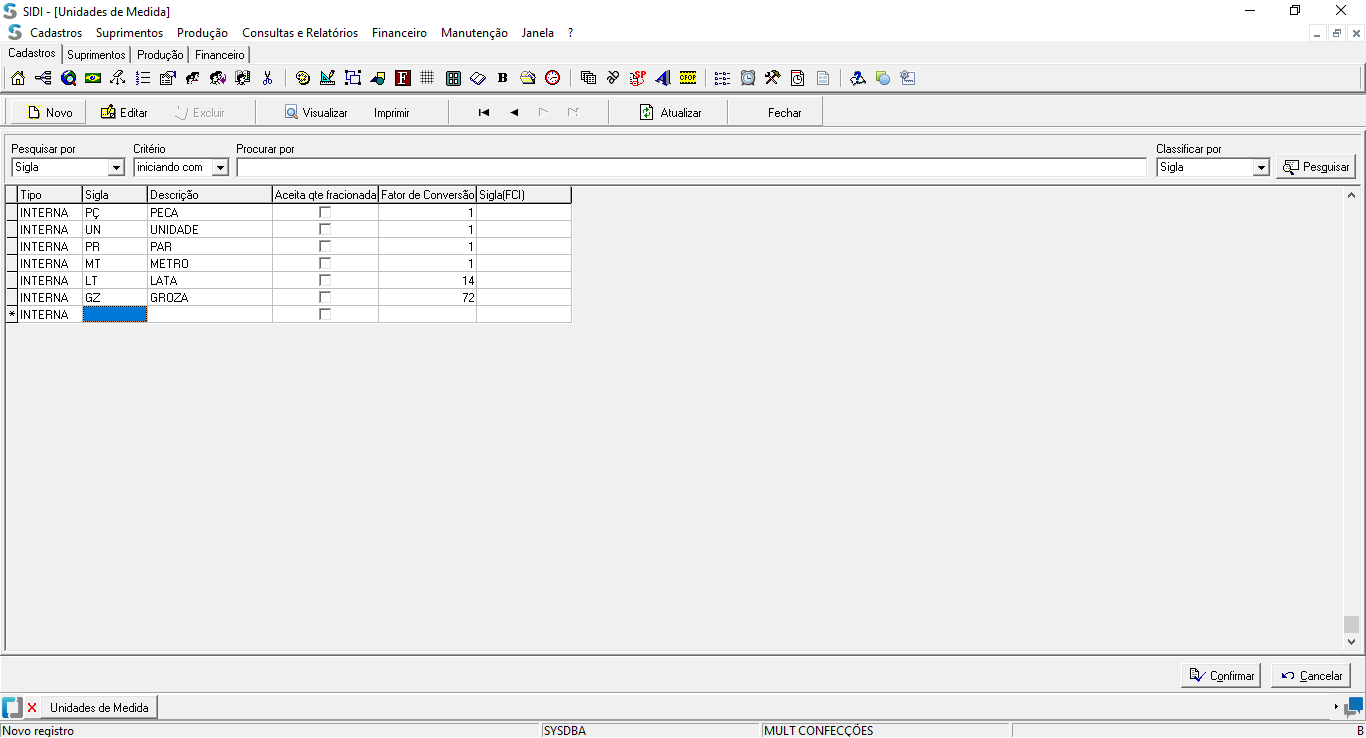 SIDI - [Unidades de Medida]
Cadastros Suprimentos Produção Consultas e Relatórios Financeiro Manutenção Janela ?
Cadastros Suprimentos Produção Financeiro
F B SP CFOP
Novo Editar Excluir Visualizar Imprimir Atualizar Fechar
Pesquisar por Critério Procurar por Classificar por
Sigla iniciando com Sigla Pesquisar
Tipo Sigla Descrição Aceita qte fracionada Fator de Conversão Sigla(FCI)
INTERNA PÇ PECA 1
INTERNA UN UNIDADE 1
INTERNA PR PAR 1
INTERNA MT METRO 1
INTERNA LT LATA 14
INTERNA GZ GROZA 72
* INTERNA
Confirmar Cancelar
Unidades de Medida
Novo registro SYSDBA MULT CONFECÇÕES B